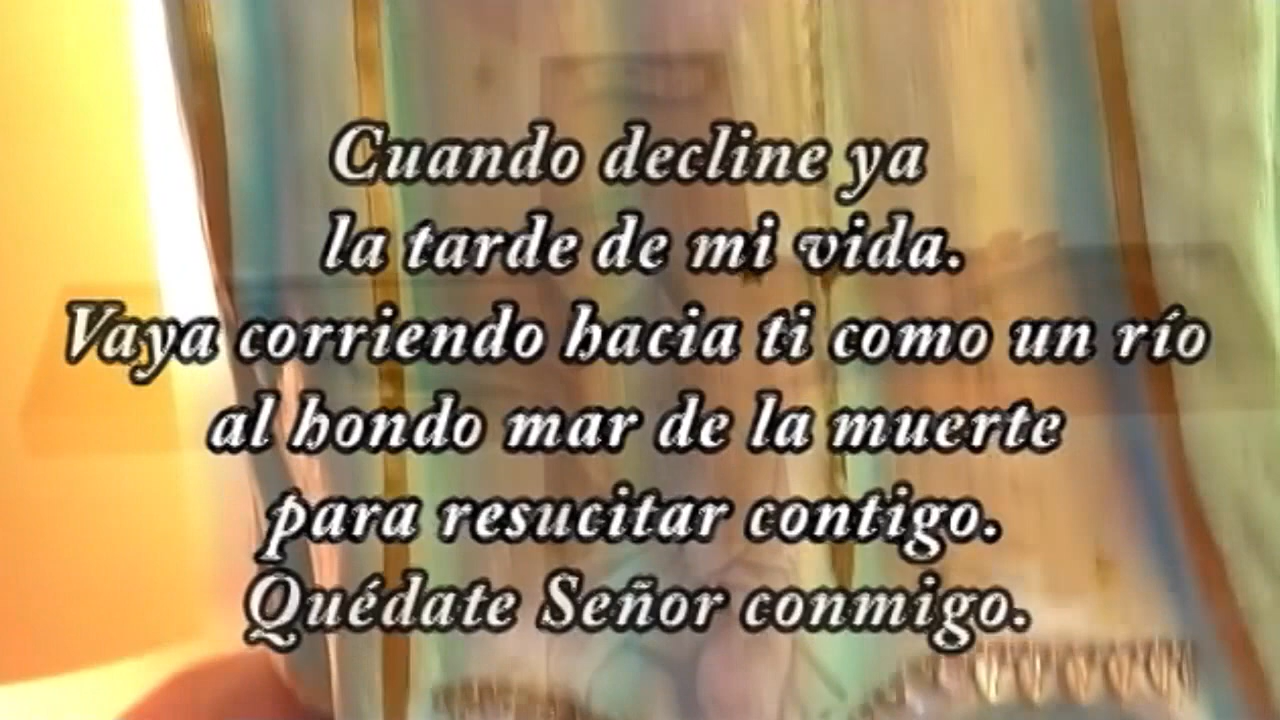 Cuando decline ya
la tarde de mi vida.
Vaya corriendo hacia ti como un río
al hondo mar de la muerte
para resucitar contigo.
Quédate Señor conmigo.